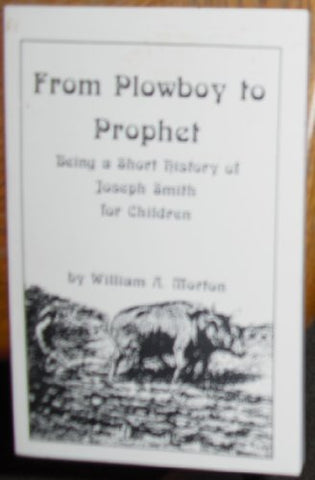 From Plowboy to
Prophet
Being a Short History of
Joseph Smith
for Children
by William A. Morton